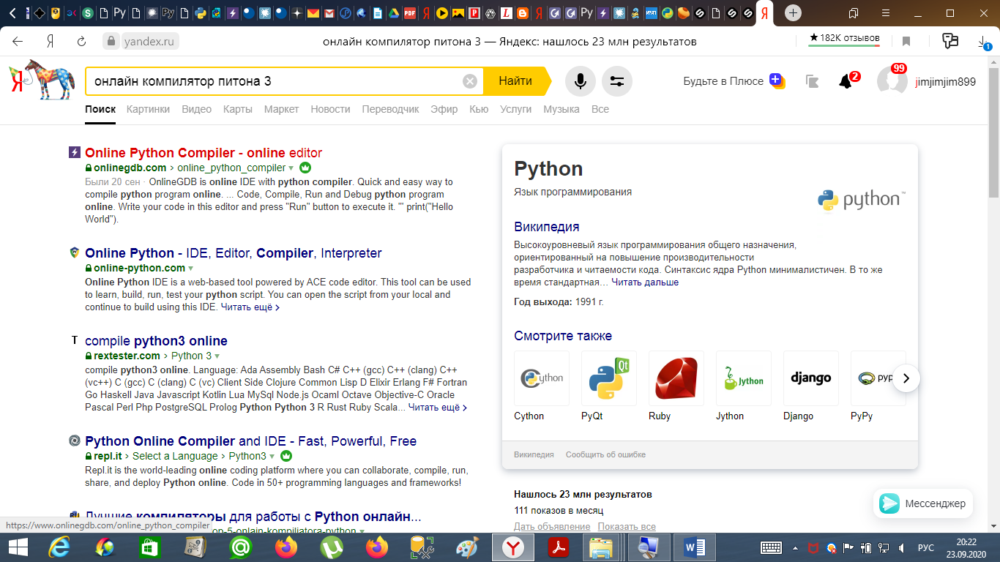 yandex.ru
онлайн компилятор питона 3 — Яндекс: нашлось 23 млн результатов
★ 182K отзывов
1
онлайн компилятор питона 3
Найти
Будьте в Плюсе
2
99
jimjimjim899
Поиск Картинки Видео Карты Маркет Новости Переводчик Эфир Кью Услуги Музыка Все
Online Python Compiler - online editor
onlinegdb.com › online_python_compiler
Были 20 сен · OnlineGDB is online IDE with python compiler. Quick and easy way to
compile python program online. ... Code, Compile, Run and Debug python program
online. Write your code in this editor and press "Run" button to execute it. ''' print("Hello
World").
Online Python - IDE, Editor, Compiler, Interpreter
online-python.com
Online Python IDE is a web-based tool powered by ACE code editor. This tool can be used
to learn, build, run, test your python script. You can open the script from your local and
continue to build using this IDE. Читать ещё ›
compile python3 online
rextester.com › Python 3
compile python3 online. Language: Ada Assembly Bash C# C++ (gcc) C++ (clang) C++
(vc++) C (gcc) C (clang) C (vc) Client Side Clojure Common Lisp D Elixir Erlang F# Fortran
Go Haskell Java Javascript Kotlin Lua MySql Node.js Ocaml Octave Objective-C Oracle
Pascal Perl Php PostgreSQL Prolog Python Python 3 R Rust Ruby Scala... Читать ещё ›
Python Online Compiler and IDE - Fast, Powerful, Free
repl.it › Select a Language › Python3
Repl.it is the world-leading online coding platform where you can collaborate, compile, run,
share, and deploy Python online. Code in 50+ programming languages and frameworks!
Лучшие компиляторы для работы с Python онлайн...
op-5-onlajn-kompiliatora-python
https://www.onlinegdb.com/online_python_compiler
Python
Язык программирования
python
Википедия
Высокоуровневый язык программирования общего назначения,
ориентированный на повышение производительности
разработчика и читаемости кода. Синтаксис ядра Python минималистичен. В то же
время стандартная... Читать дальше
Год выхода: 1991 г.
Смотрите также
Cython PyQt Ruby Jython Django PyPy
Википедия Сообщить об ошибке
Нашлось 23 млн результатов
111 показов в месяц
Дать объявление Показать все
Мессенджер
РУС
20:22
23.09.2020